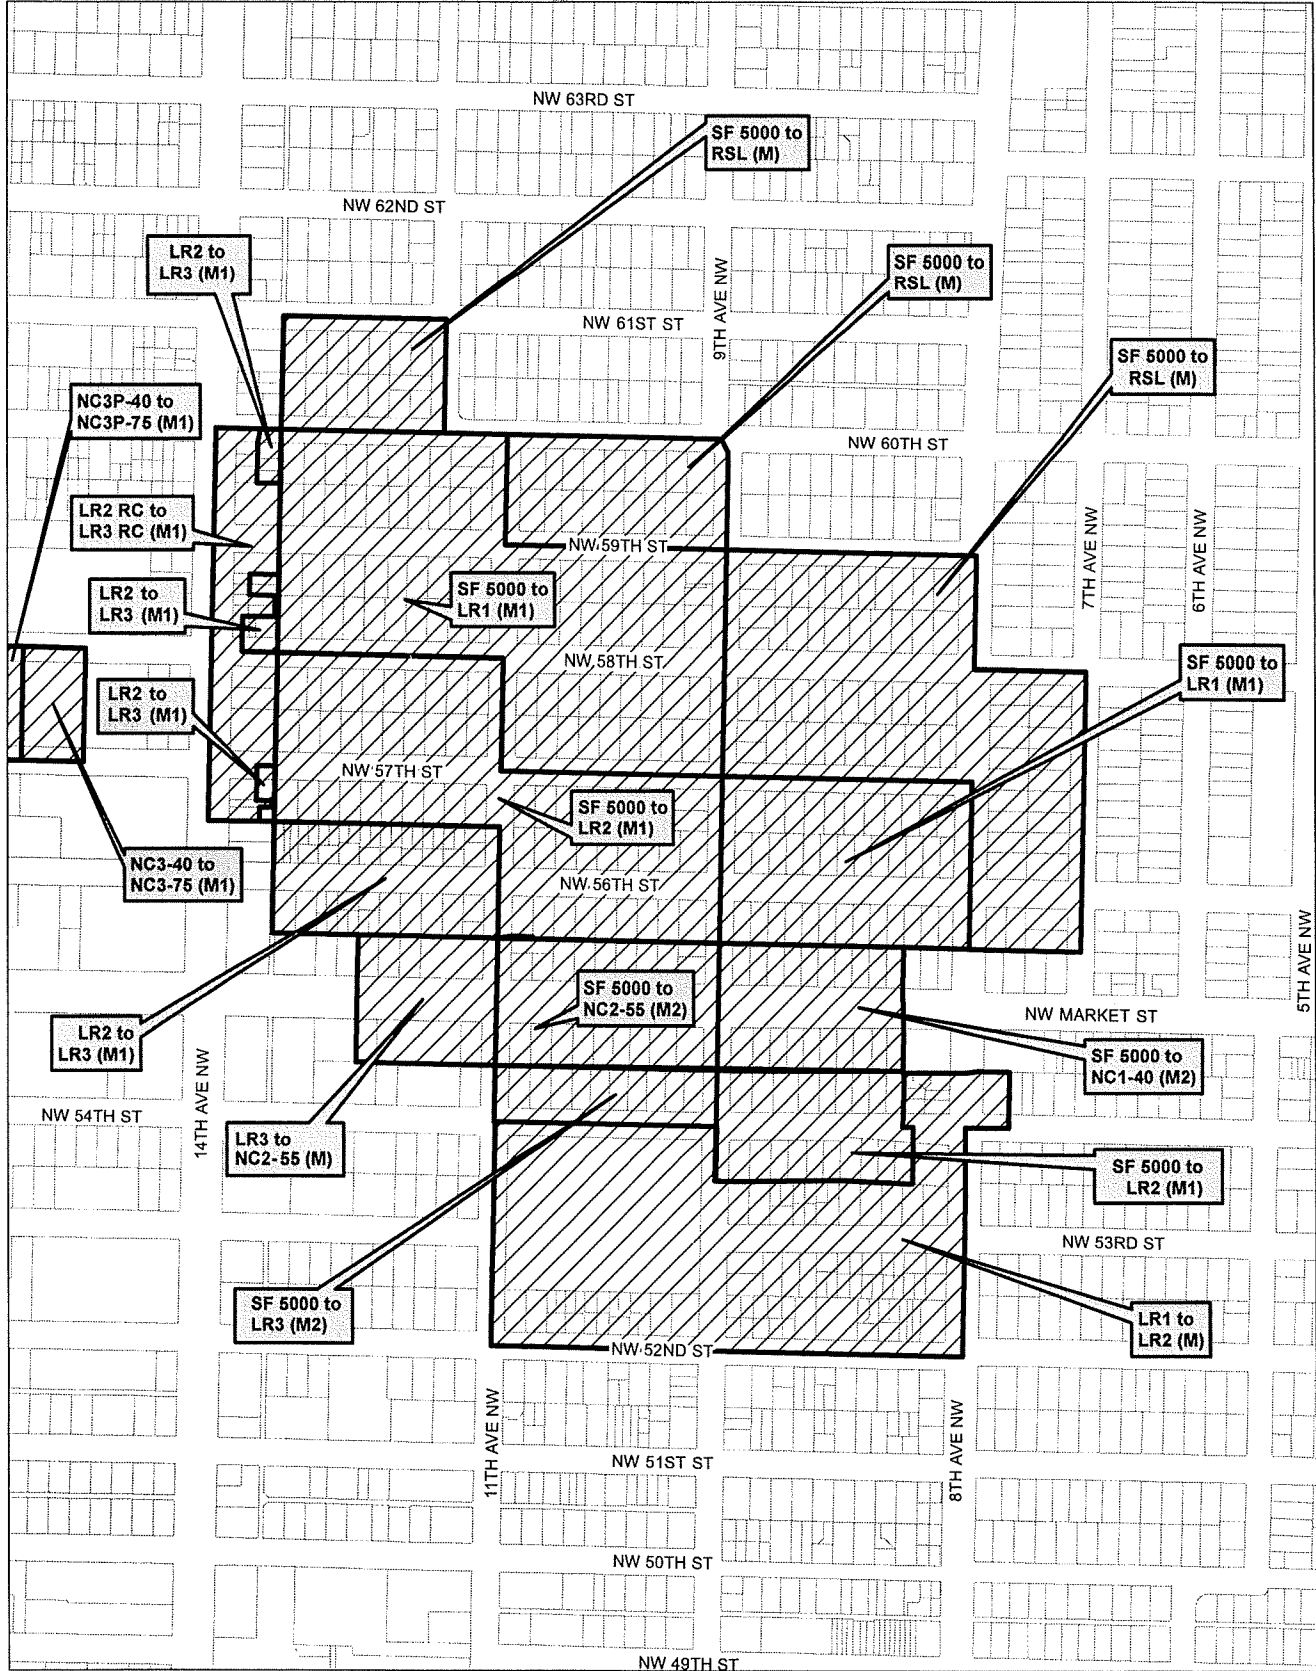 NW 63RD ST
SF 5000 to
RSL (M)
NW 62ND ST
LR2 to
LR3 (M1)
SF 5000 to
RSL (M)
9TH AVE NW
NW 61ST ST
SF 5000 to
RSL (M)
NC3P-40 to
NC3P-75 (M1)
NW 60TH ST
LR2 RC to
LR3 RC (M1)
NW 59TH ST
7TH AVE NW
6TH AVE NW
LR2 to
LR3 (M1)
SF 5000 to
LR1 (M1)
NW 58TH ST
SF 5000 to
LR1 (M1)
LR2 to
LR3 (M1)
NW 57TH ST
SF 5000 to
LR2 (M1)
NC3-40 to
NC3-75 (M1)
NW 56TH ST
5TH AVE NW
SF 5000 to
NC2-55 (M2)
NW MARKET ST
LR2 to
LR3 (M1)
SF 5000 to
NC1-40 (M2)
14TH AVE NW
NW 54TH ST
LR3 to
NC2-55 (M)
SF 5000 to
LR2 (M1)
NW 53RD ST
SF 5000 to
LR3 (M2)
LR1 to
LR2 (M)
NW 52ND ST
11TH AVE NW
8TH AVE NW
NW 51ST ST
NW 50TH ST
NW 49TH ST